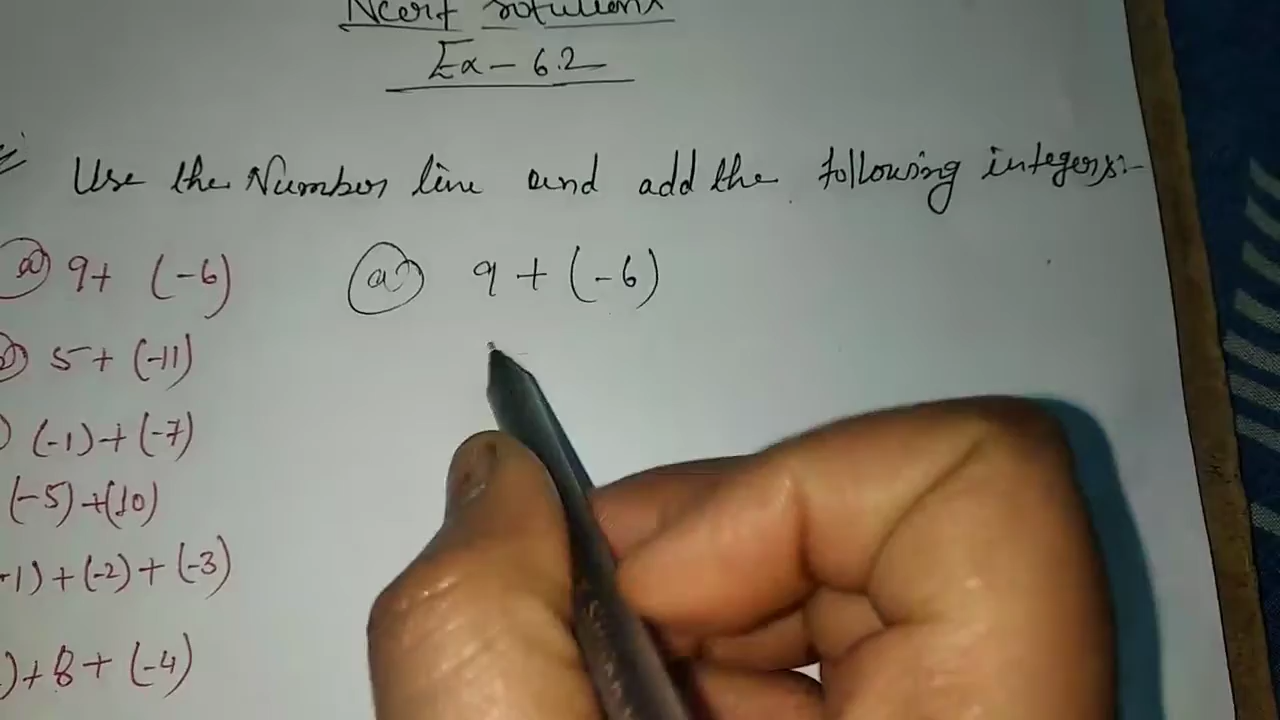 Ncert solutions
Ex - 6.2
Use the Number line and add the following integers:-
(a) 9+ (-6)
(a) 9 + (-6)
5+ (-11)
(-1)+(-7)
(-5)+(10)
-1)+(-2)+(-3)
)+8+(-4)